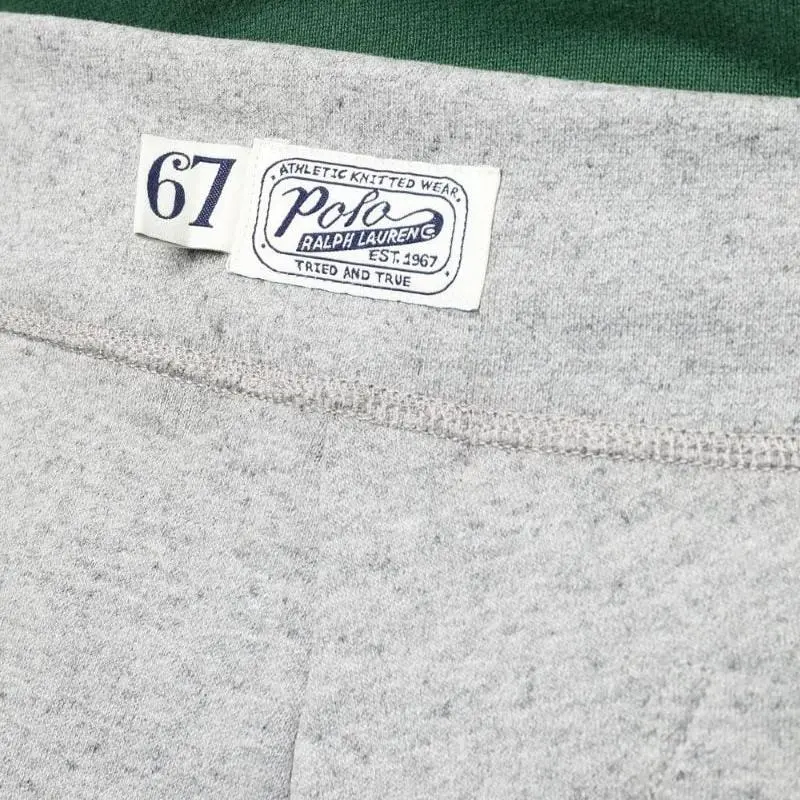 67
ATHLETIC KNITTED WEAR
Polo
RALPH LAUREN
EST. 1967
TRIED AND TRUE